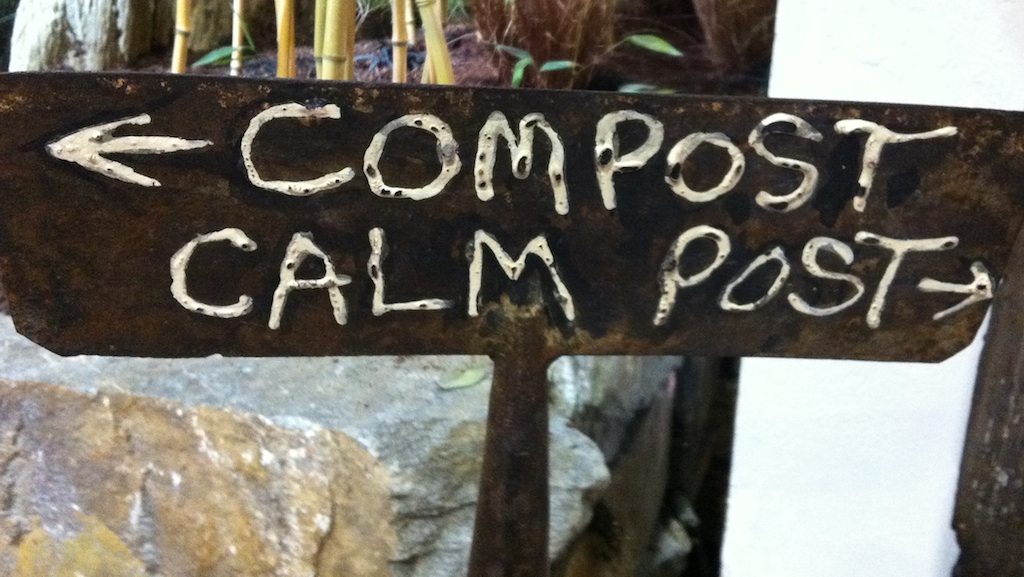 ← COMPOST
CALM POST →